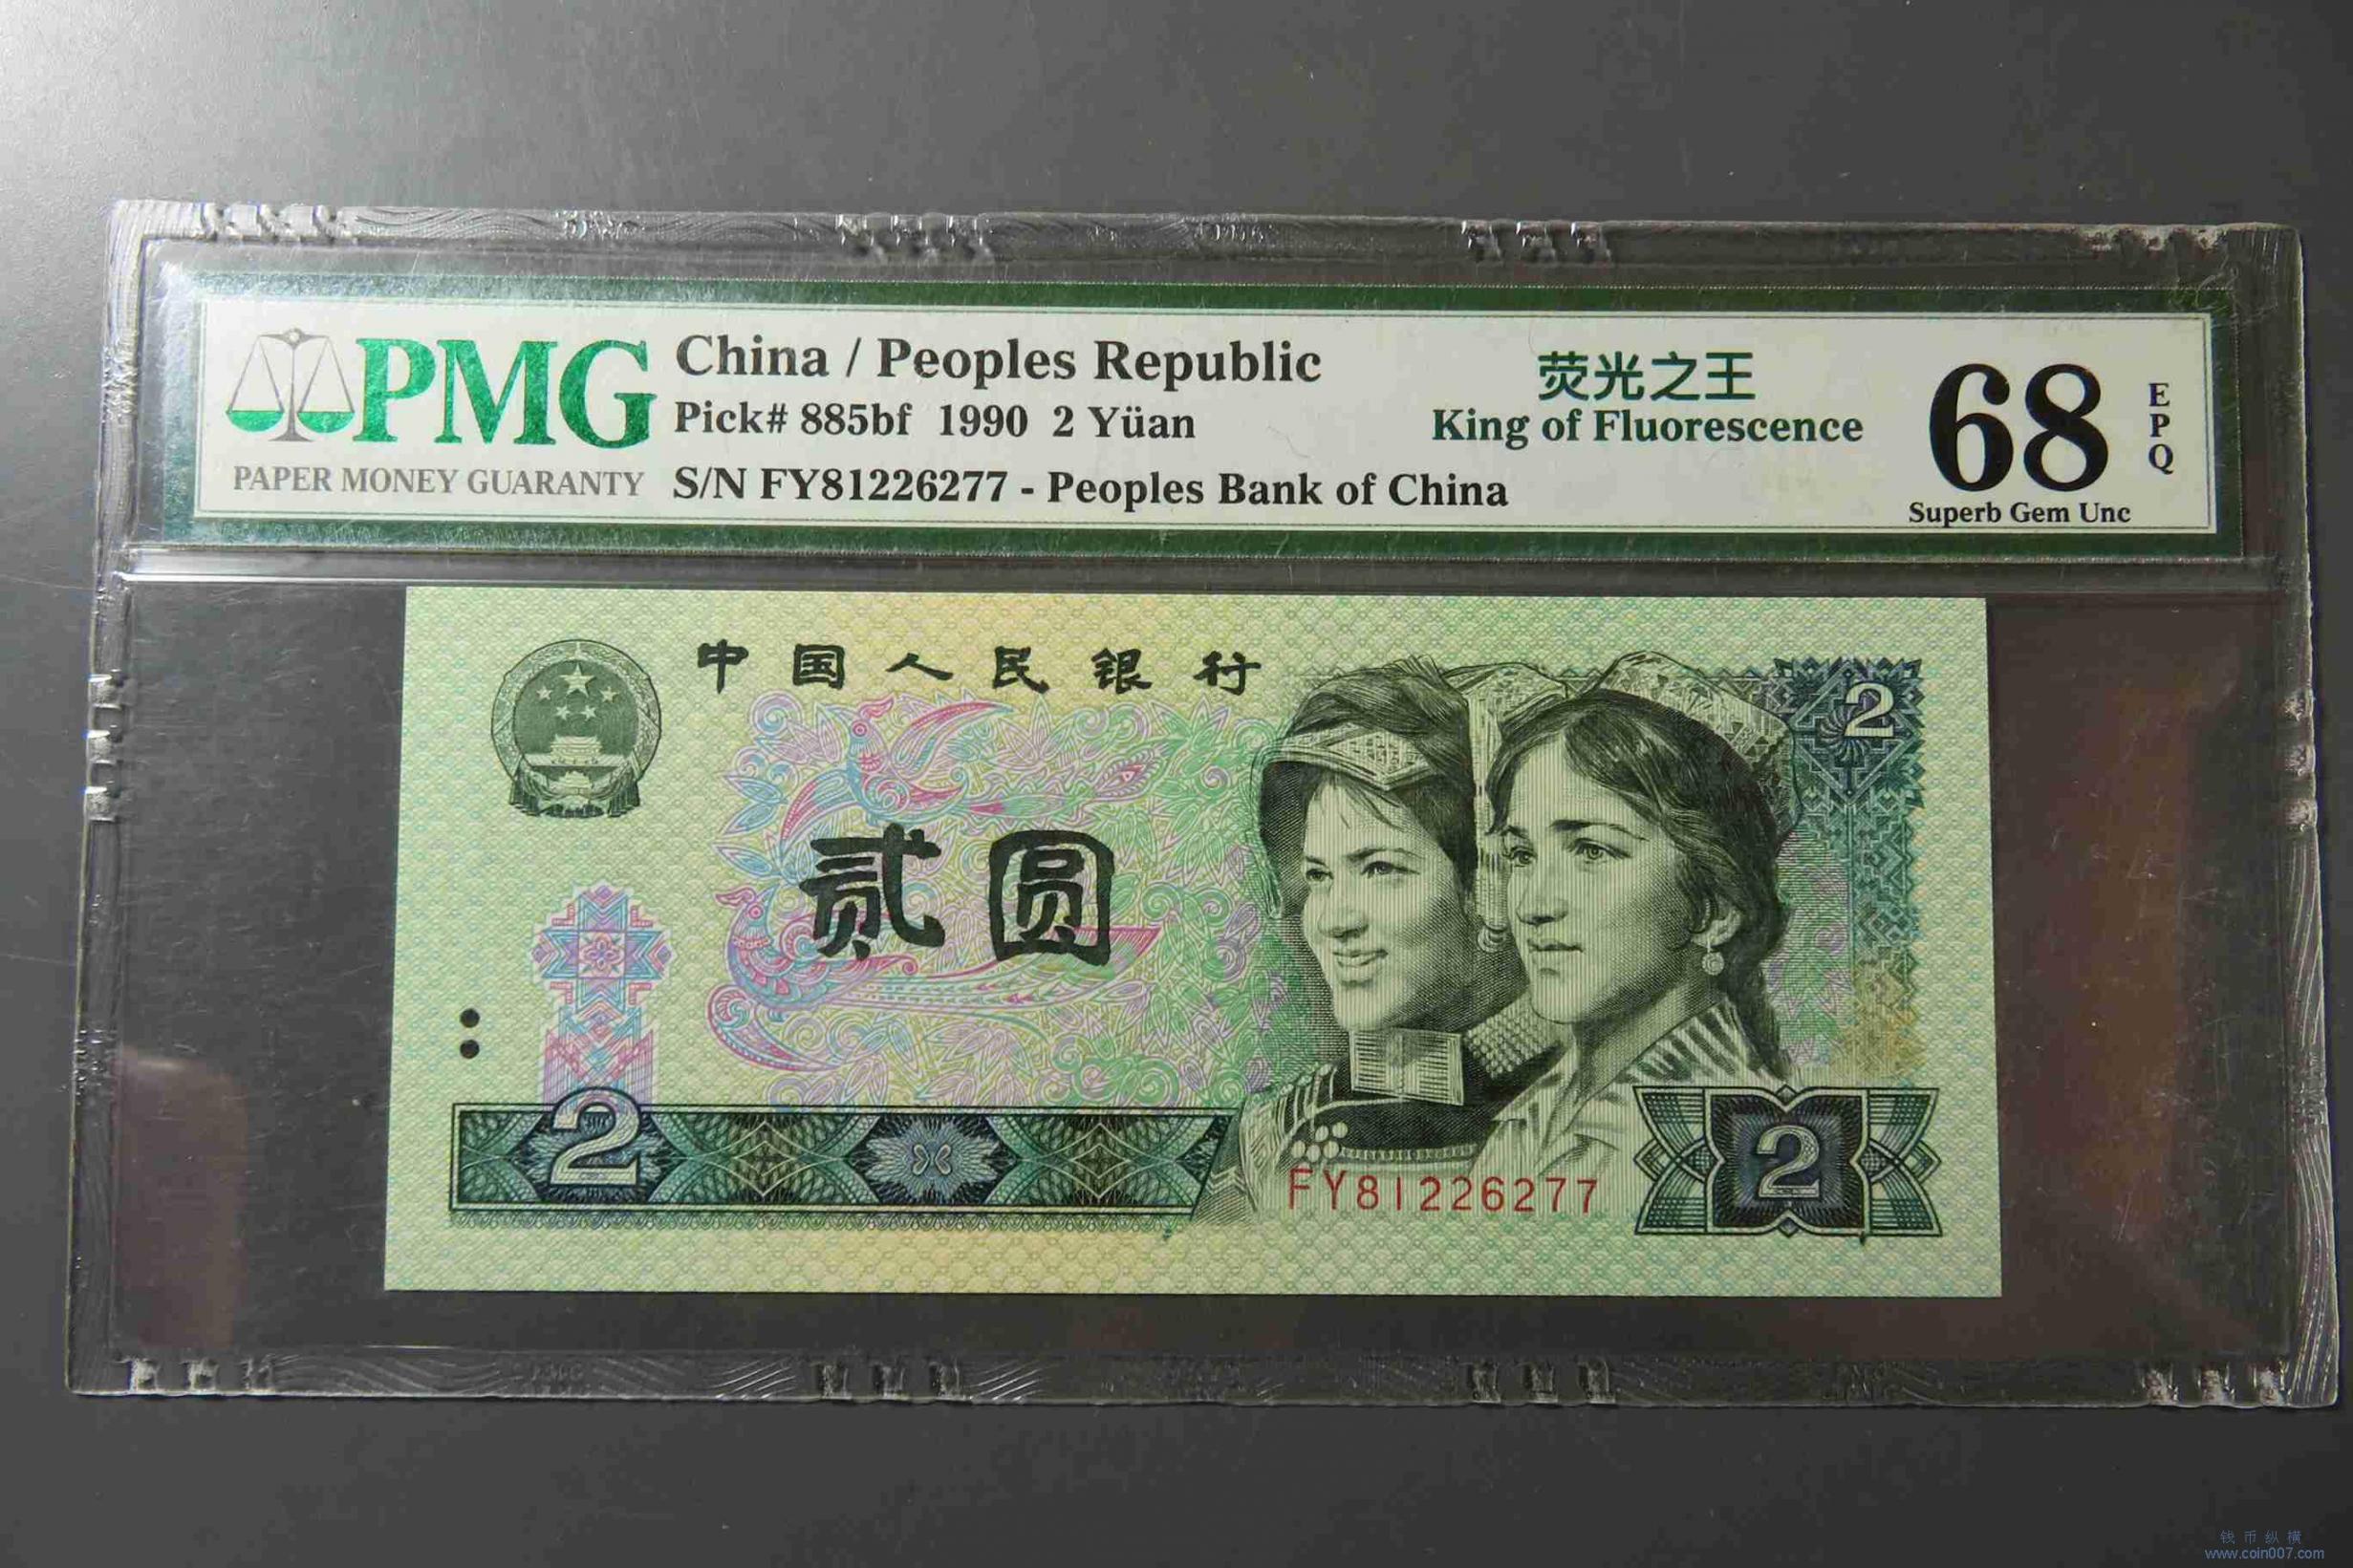 PMG
PAPER MONEY GUARANTY
China / Peoples Republic
Pick# 885bf 1990 2 Yüan
S/N FY81226277 - Peoples Bank of China
荧光之王
King of Fluorescence
68
EPQ
Superb Gem Unc
中国人民银行
2
贰圆
2
FY81226277
2
钱币纵横
www.coin007.com